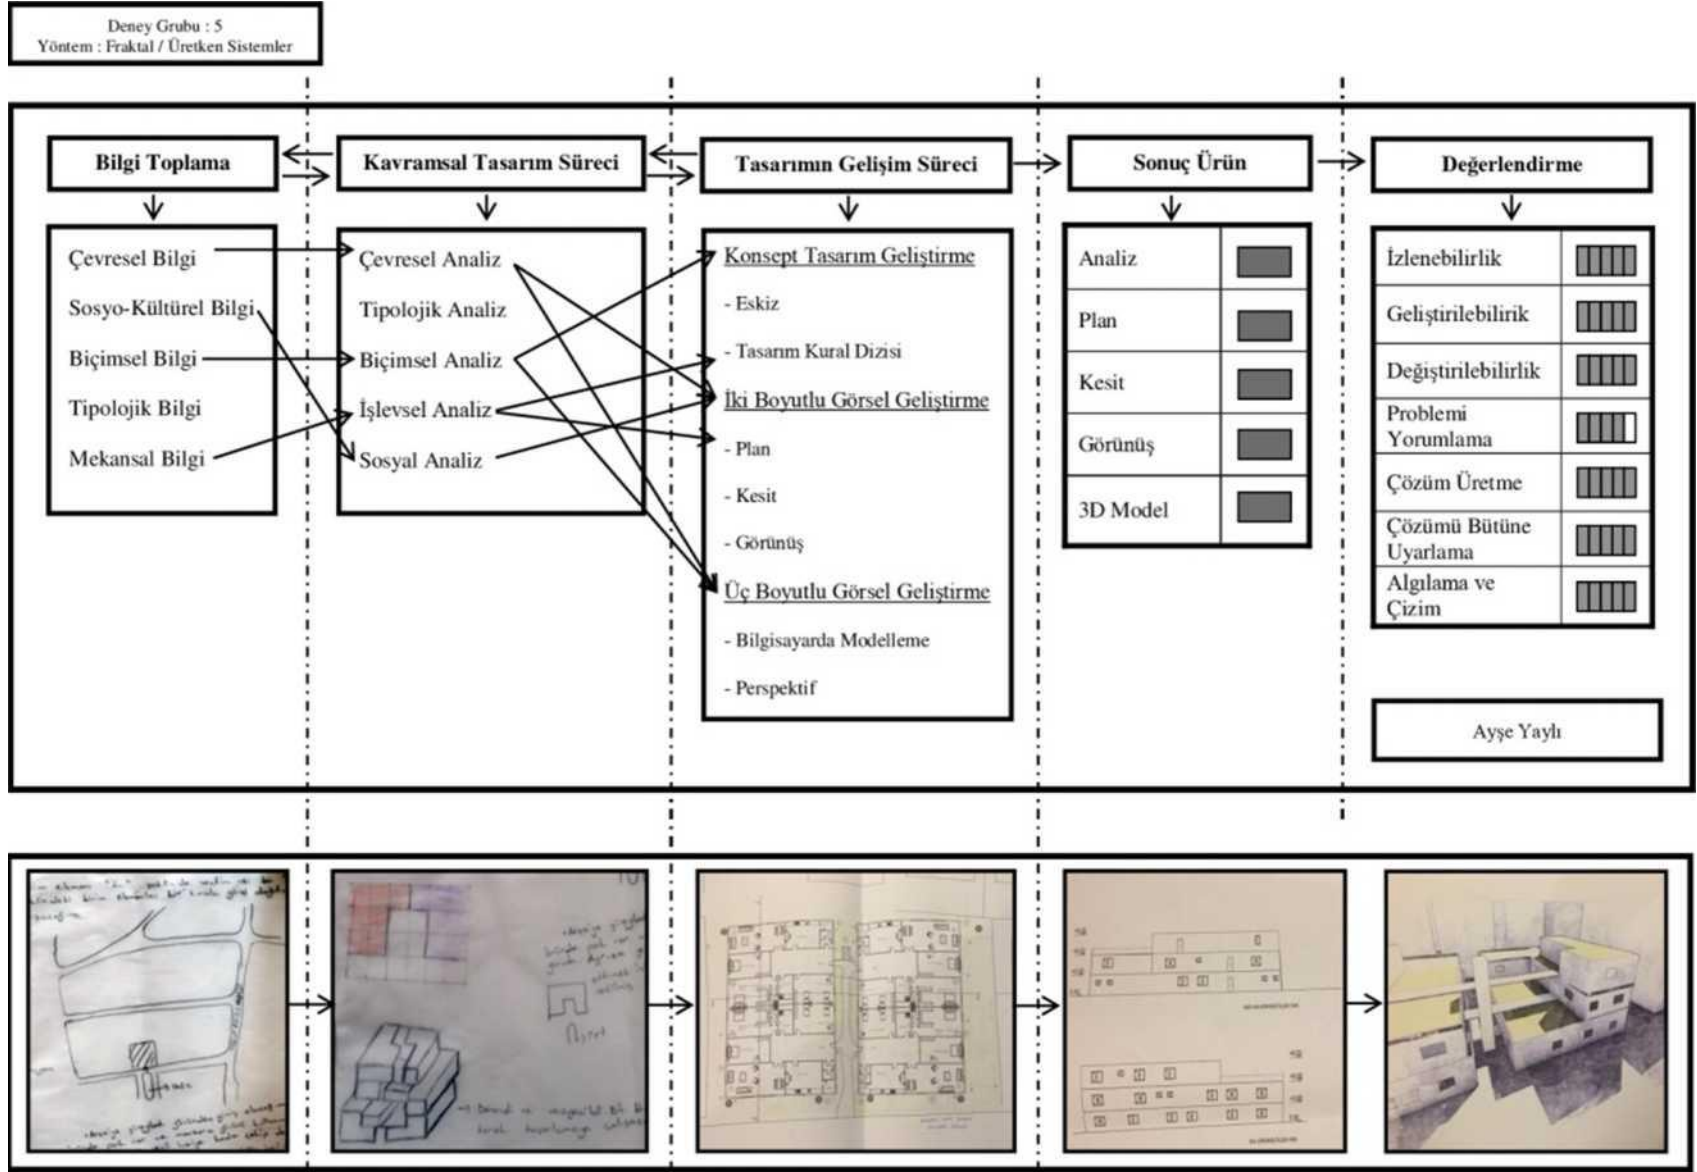 Deney Grubu : 5
Yöntem : Fraktal / Üretken Sistemler
Bilgi Toplama
Çevresel Bilgi
Sosyo-Kültürel Bilgi
Biçimsel Bilgi
Tipolojik Bilgi
Mekansal Bilgi
Kavramsal Tasarım Süreci
Çevresel Analiz
Tipolojik Analiz
Biçimsel Analiz
İşlevsel Analiz
Sosyal Analiz
Tasarımın Gelişim Süreci
Konsept Tasarım Geliştirme
- Eskiz
- Tasarım Kural Dizisi
İki Boyutlu Görsel Geliştirme
- Plan
- Kesit
- Görünüş
Üç Boyutlu Görsel Geliştirme
- Bilgisayarda Modelleme
- Perspektif
Sonuç Ürün
Analiz
Plan
Kesit
Görünüş
3D Model
Değerlendirme
İzlenebilirlik
Geliştirilebilirik
Değiştirilebilirlik
Problemi
Yorumlama
Çözüm Üretme
Çözümü Bütüne
Uyarlama
Algılama ve
Çizim
Ayşe Yaylı